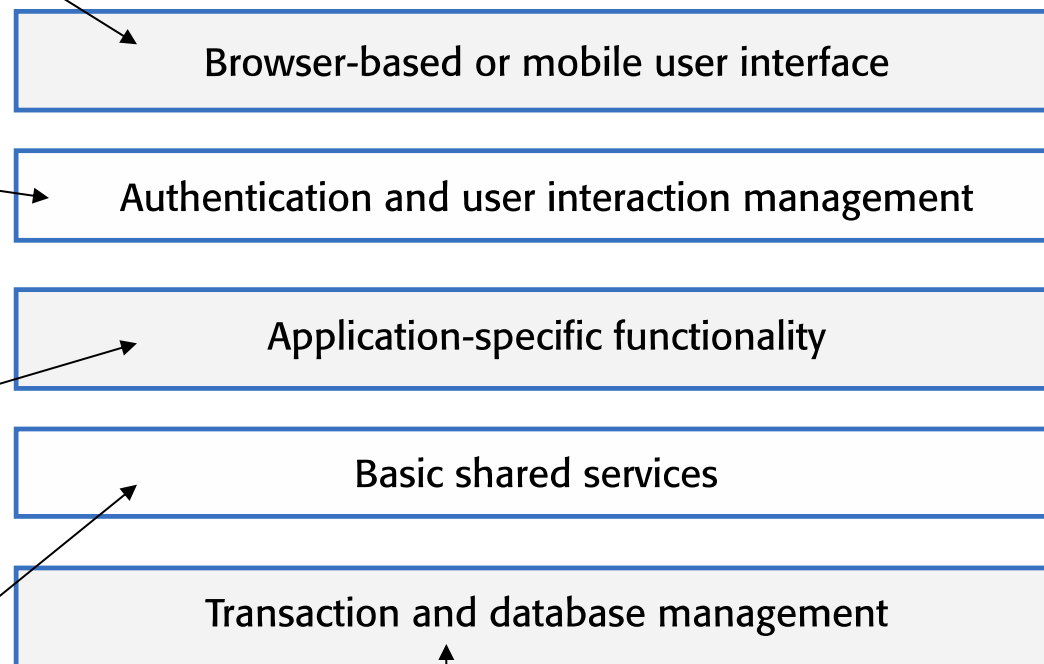 Browser-based or mobile user interface
Authentication and user interaction management
Application-specific functionality
Basic shared services
Transaction and database management